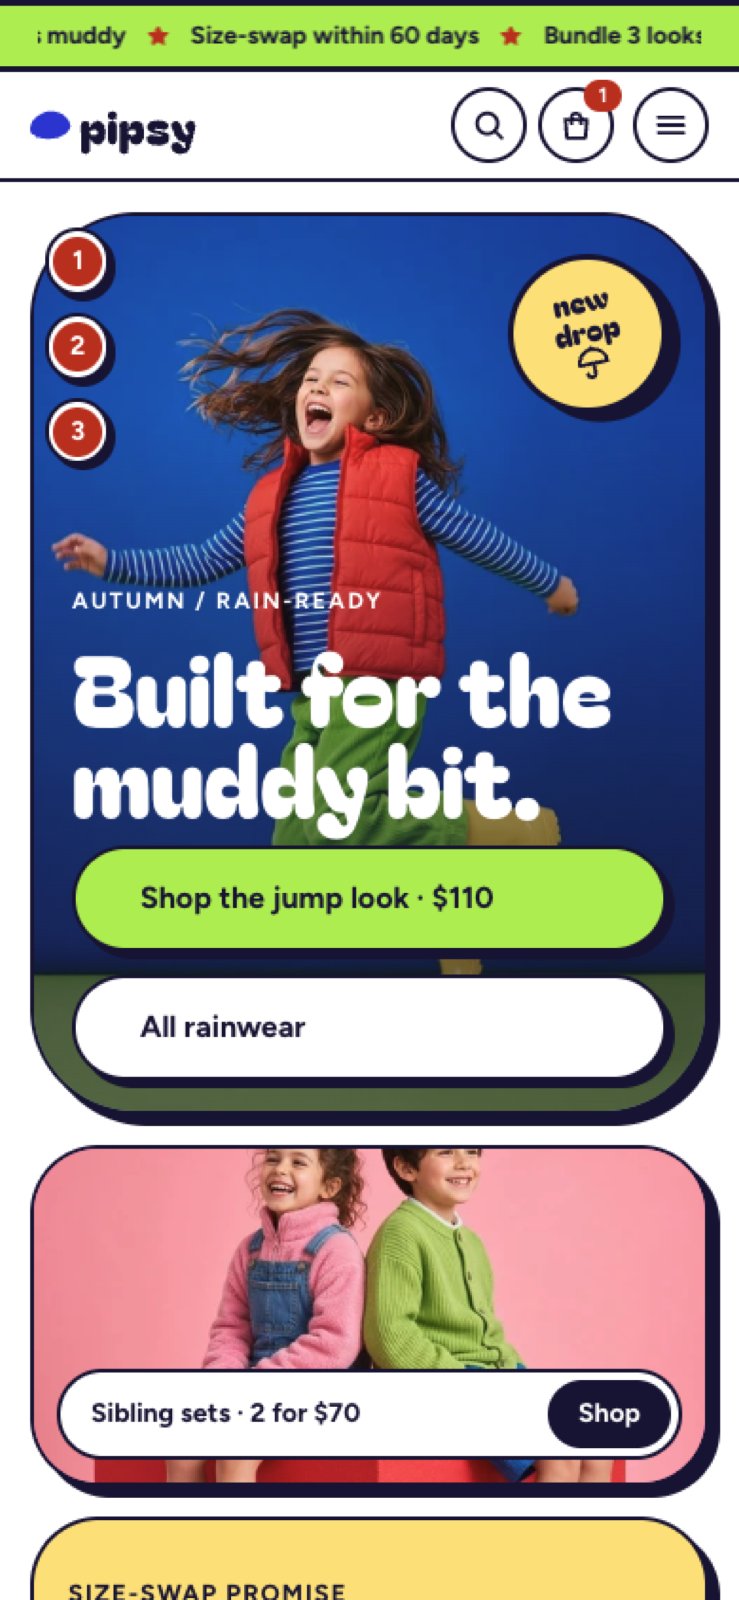 muddy ★ Size-swap within 60 days ★ Bundle 3 looks
pipsy
1
1
2
3
new
drop
AUTUMN / RAIN-READY
Built for the
muddy bit.
Shop the jump look · $110
All rainwear
Sibling sets · 2 for $70
Shop
SIZE-SWAP PROMISE